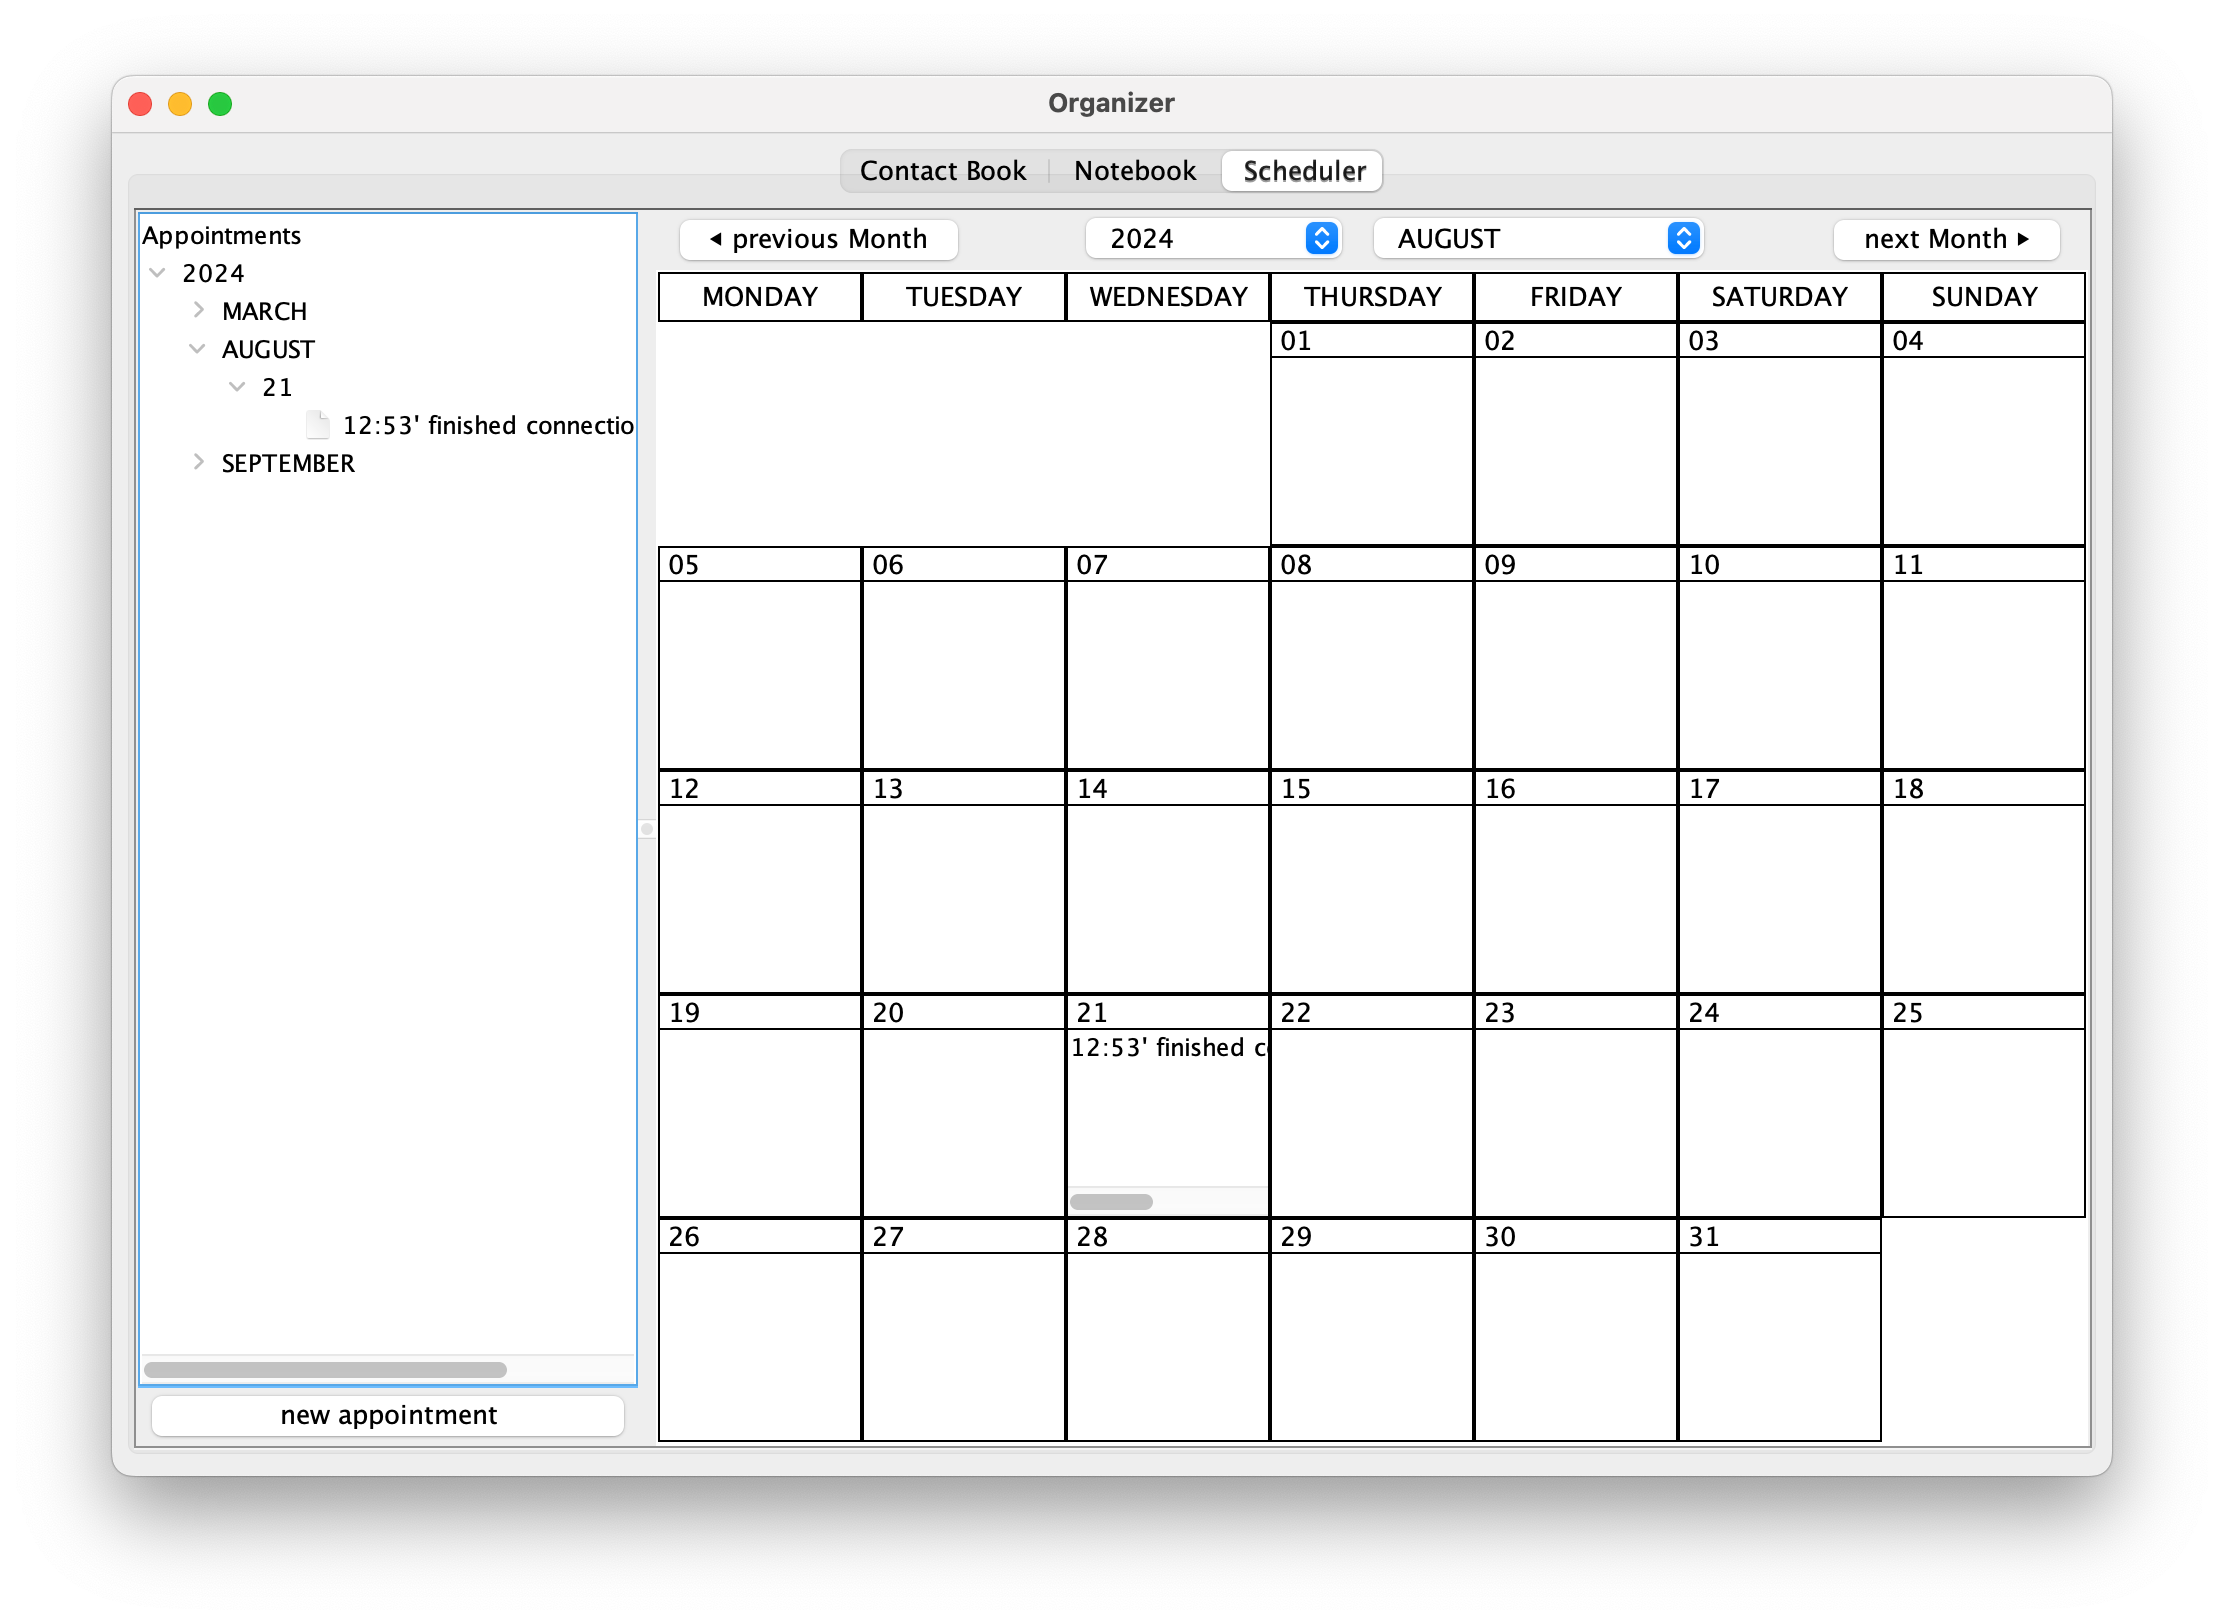 Organizer
Contact Book Notebook Scheduler
Appointments
2024
MARCH
AUGUST
21
12:53' finished connectio
SEPTEMBER
new appointment
previous Month 2024 AUGUST next Month
MONDAY TUESDAY WEDNESDAY THURSDAY FRIDAY SATURDAY SUNDAY
01 02 03 04
05 06 07 08 09 10 11
12 13 14 15 16 17 18
19 20 21 22 23 24 25
12:53' finished c
26 27 28 29 30 31